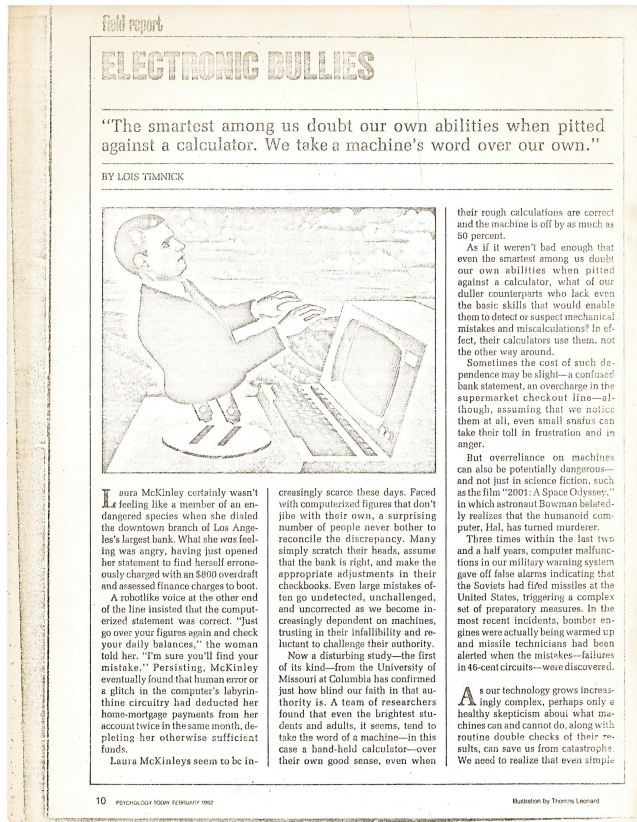 field report
ELECTRONIC BULLIES
“The smartest among us doubt our own abilities when pitted
against a calculator. We take a machine’s word over our own.”
BY LOIS TIMNICK
Laura McKinley certainly wasn’t
feeling like a member of an en-
dangered species when she dialed
the downtown branch of Los Ange-
les’s largest bank. What she was feel-
ing was angry, having just opened
her statement to find herself errone-
ously charged with an $800 overdraft
and assessed finance charges to boot.
A robotlike voice at the other end
of the line insisted that the comput-
erized statement was correct. “Just
go over your figures again and check
your daily balances,” the woman
told her. “I’m sure you’ll find your
mistake.” Persisting, McKinley
eventually found that human error or
a glitch in the computer’s labyrin-
thine circuitry had deducted her
home-mortgage payments from her
account twice in the same month, de-
pleting her otherwise sufficient
funds.
Laura McKinleys seem to be in-
creasingly scarce these days. Faced
with computerized figures that don’t
jibe with their own, a surprising
number of people never bother to
reconcile the discrepancy. Many
simply scratch their heads, assume
that the bank is right, and make the
appropriate adjustments in their
checkbooks. Even large mistakes of-
ten go undetected, unchallenged,
and uncorrected as we become in-
creasingly dependent on machines,
trusting in their infallibility and re-
luctant to challenge their authority.
Now a disturbing study—the first
of its kind—from the University of
Missouri at Columbia has confirmed
just how blind our faith in that au-
thority is. A team of researchers
found that even the brightest stu-
dents and adults, it seems, tend to
take the word of a machine—in this
case a hand-held calculator—over
their own good sense, even when
their rough calculations are correct
and the machine is off by as much as
50 percent.
As if it weren’t bad enough that
even the smartest among us doubt
our own abilities when pitted
against a calculator, what of our
duller counterparts who lack even
the basic skills that would enable
them to detect or suspect mechanical
mistakes and miscalculations? In ef-
fect, their calculators use them, not
the other way around.
Sometimes the cost of such de-
pendence may be slight—a confused
bank statement, an overcharge in the
supermarket checkout line—al-
though, assuming that we notice
them at all, even small snafus can
take their toll in frustration and in
anger.
But overreliance on machines
can also be potentially dangerous—
and not just in science fiction, such
as the film “2001: A Space Odyssey,”
in which astronaut Bowman belated-
ly realizes that the humanoid com-
puter, Hal, has turned murderer.
Three times within the last two
and a half years, computer malfunc-
tions in our military warning system
gave off false alarms indicating that
the Soviets had fired missiles at the
United States, triggering a complex
set of preparatory measures. In the
most recent incidents, bomber en-
gines were actually being warmed up
and missile technicians had been
alerted when the mistakes—failures
in 46-cent circuits—were discovered.
As our technology grows increas-
ingly complex, perhaps only a
healthy skepticism about what ma-
chines can and cannot do, along with
routine double checks of their re-
sults, can save us from catastrophe.
We need to realize that even simple
10 PSYCHOLOGY TODAY, FEBRUARY 1982
Illustration by Thomas Leonard